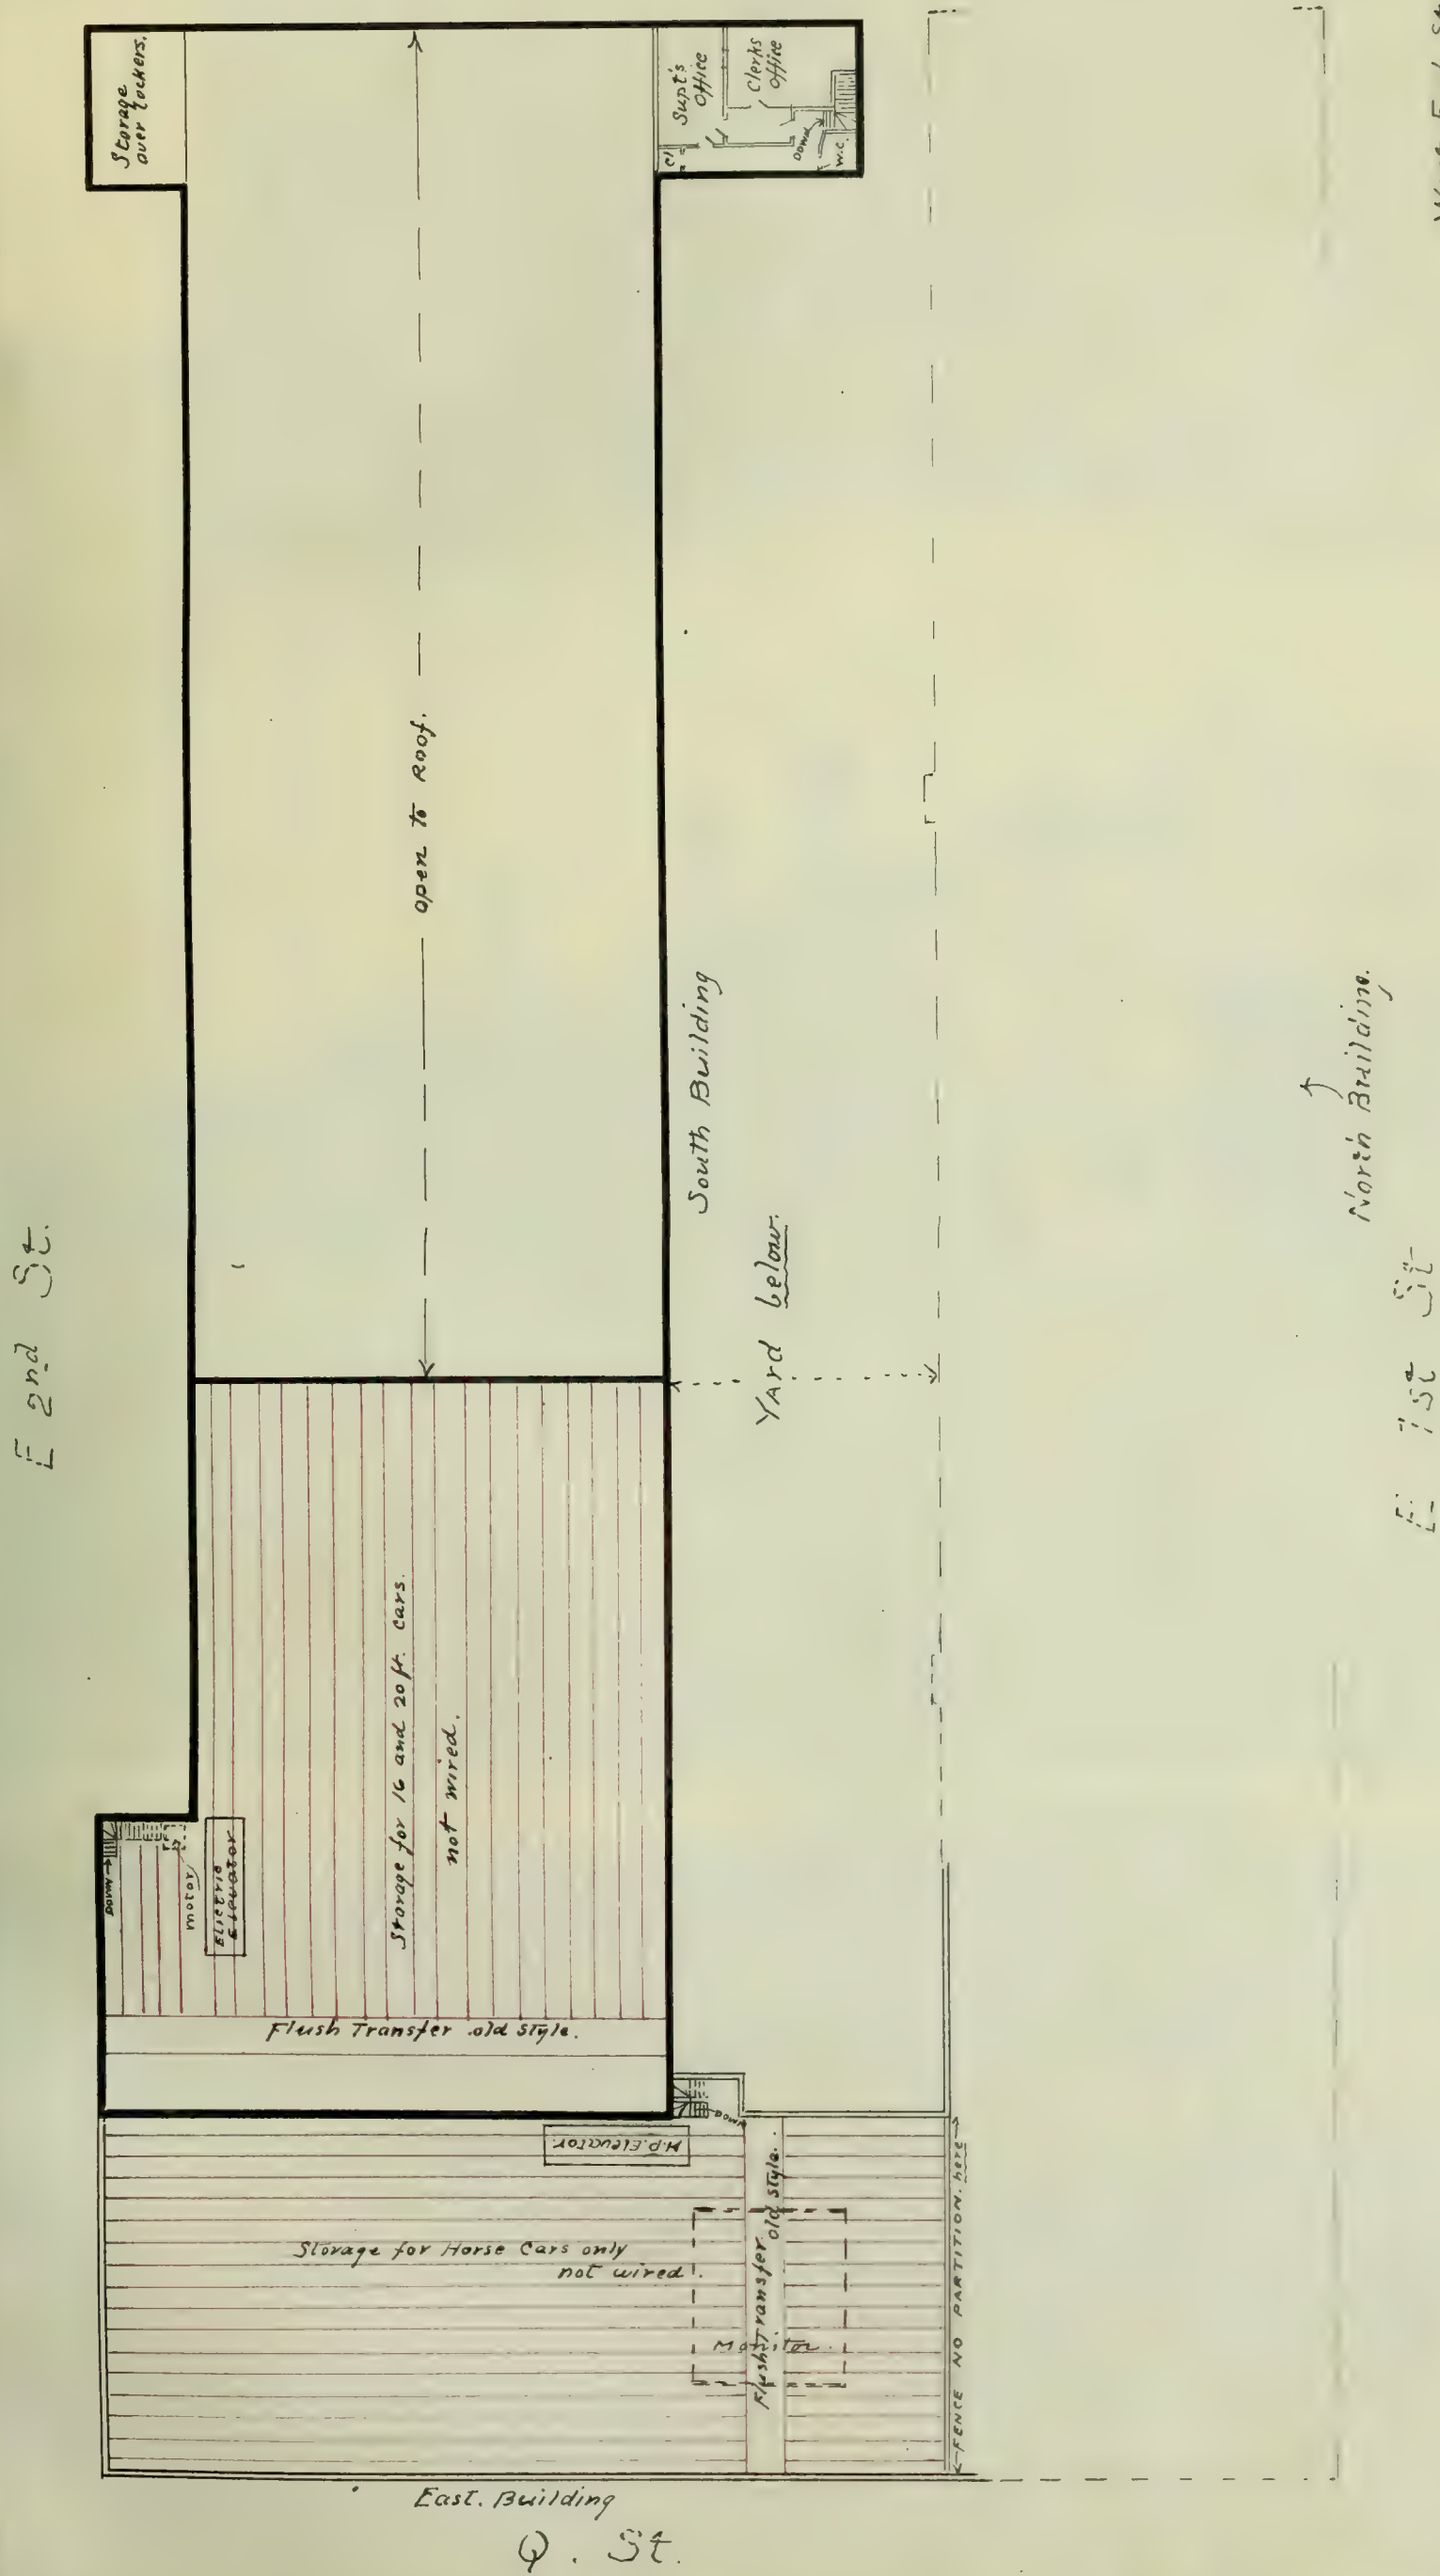 Storage
over Lockers.
Supt's
Office
Clerks
Office
Cl
Down
W.C.
open to Roof.
South Building
Yard below.
E 2nd St.
North Building.
E. 1st St
Storage for 16 and 20 ft. cars.
not wired.
Down
motor
Electric
Elevator
Flush Transfer old style.
Down
H.P. Elevator.
Storage for Horse Cars only
not wired.
Flush Transfer old style.
Monitor.
FENCE NO PARTITION. here
East. Building
Q. St.